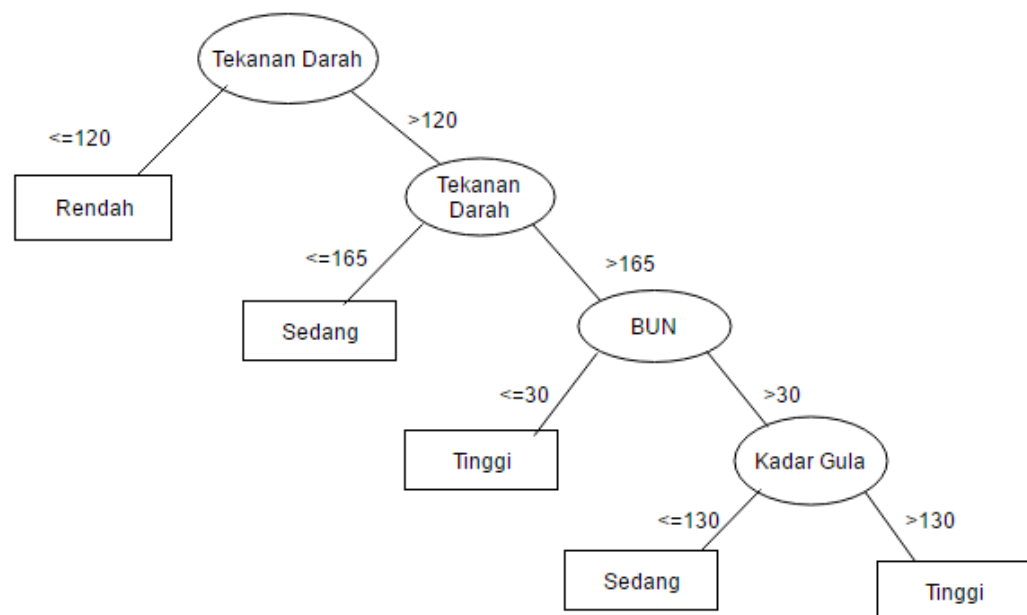 Tekanan Darah
<=120
>120
Rendah
Tekanan
Darah
<=165
>165
Sedang
BUN
<=30
>30
Tinggi
Kadar Gula
<=130
>130
Sedang
Tinggi